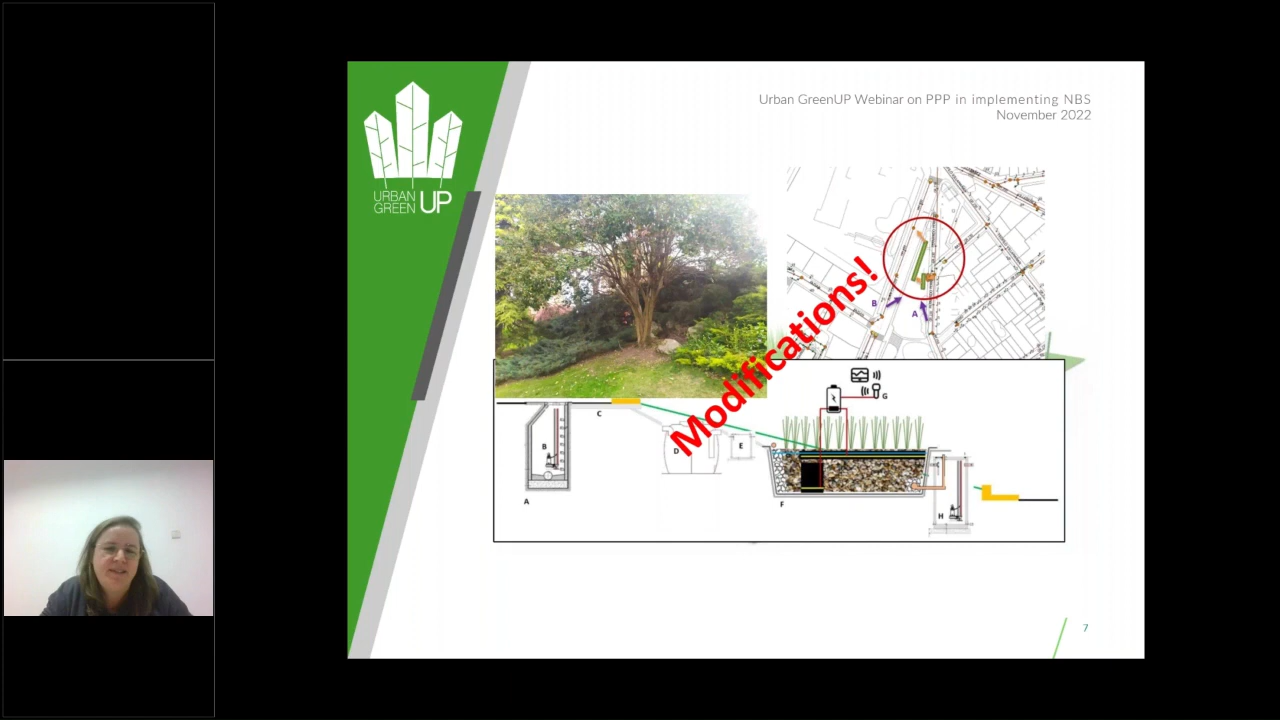 Urban GreenUP Webinar on PPP in implementing NBS
November 2022
URBAN
GREEN UP
Modifications!
B
A
G
C
B
D
E
A
F
H
7